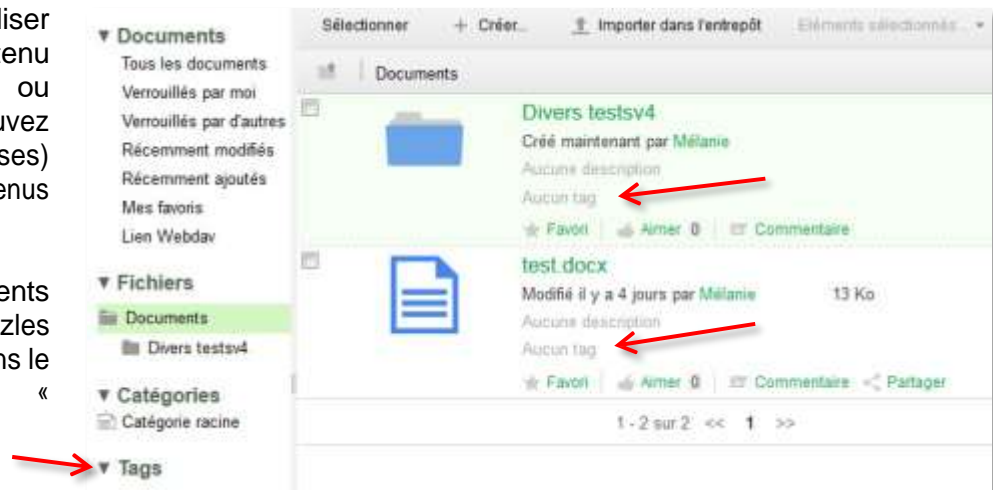 liser
tenu
ou
uvez
ses)
enus
ents
zles
ns le
«
▼ Documents
Tous les documents
Verrouillés par moi
Verrouillés par d'autres
Récemment modifiés
Récemment ajoutés
Mes favoris
Lien Webdav
▼ Fichiers
Documents
Divers testsv4
▼ Catégories
Catégorie racine
▼ Tags
Sélectionner + Créer... Importer dans l'entrepôt Eléments sélectionnés...
Documents
Divers testsv4
Créé maintenant par Mélanie
Aucune description
Aucun tag
Favori Aimer 0 Commentaire
test.docx
Modifié il y a 4 jours par Mélanie 13 Ko
Aucune description
Aucun tag
Favori Aimer 0 Commentaire Partager
1 - 2 sur 2 << 1 >>